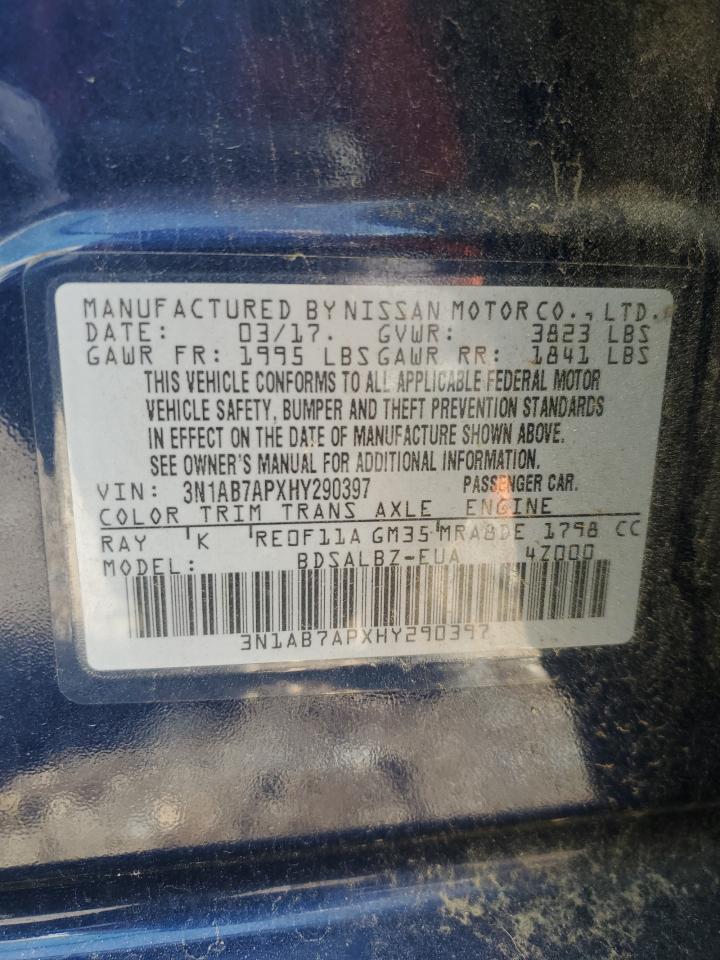 MANUFACTURED BY NISSAN MOTOR CO., LTD.
DATE: 03/17. GVWR: 3823 LBS
GAWR FR: 1995 LBS GAWR RR: 1841 LBS
THIS VEHICLE CONFORMS TO ALL APPLICABLE FEDERAL MOTOR
VEHICLE SAFETY, BUMPER AND THEFT PREVENTION STANDARDS
IN EFFECT ON THE DATE OF MANUFACTURE SHOWN ABOVE.
SEE OWNER'S MANUAL FOR ADDITIONAL INFORMATION.
VIN: 3N1AB7APXHY290397 PASSENGER CAR.
COLOR TRIM TRANS AXLE ENGINE
RAY K RE0F11A GM35 MRA8DE 1798 CC
MODEL: BDSALBZ-EUA 4Z000
3N1AB7APXHY290397